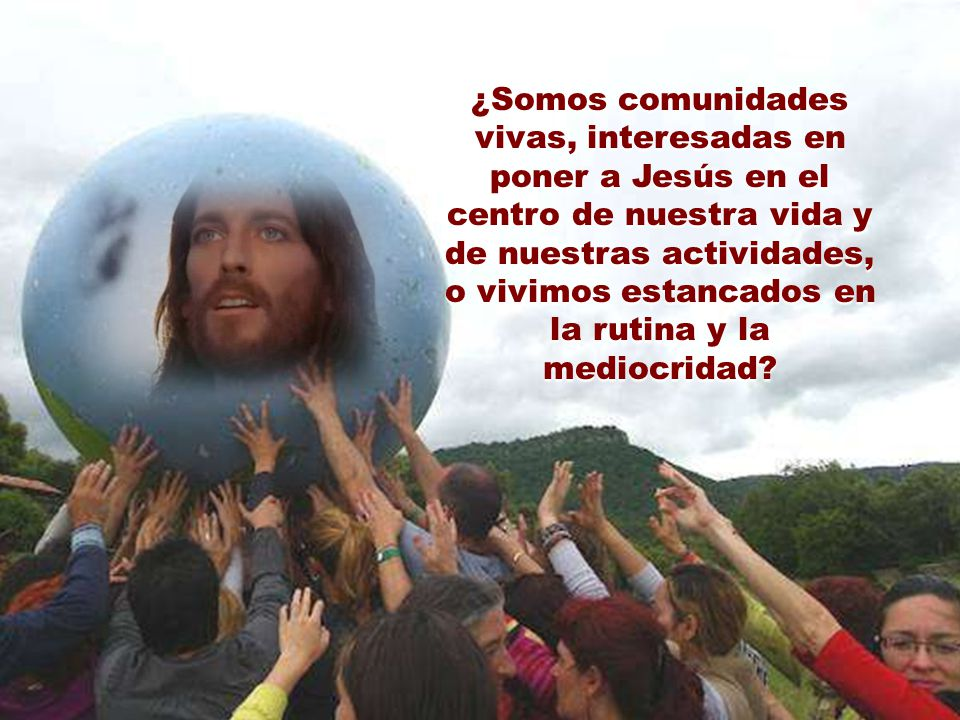 ¿Somos comunidades
vivas, interesadas en
poner a Jesús en el
centro de nuestra vida y
de nuestras actividades,
o vivimos estancados en
la rutina y la
mediocridad?